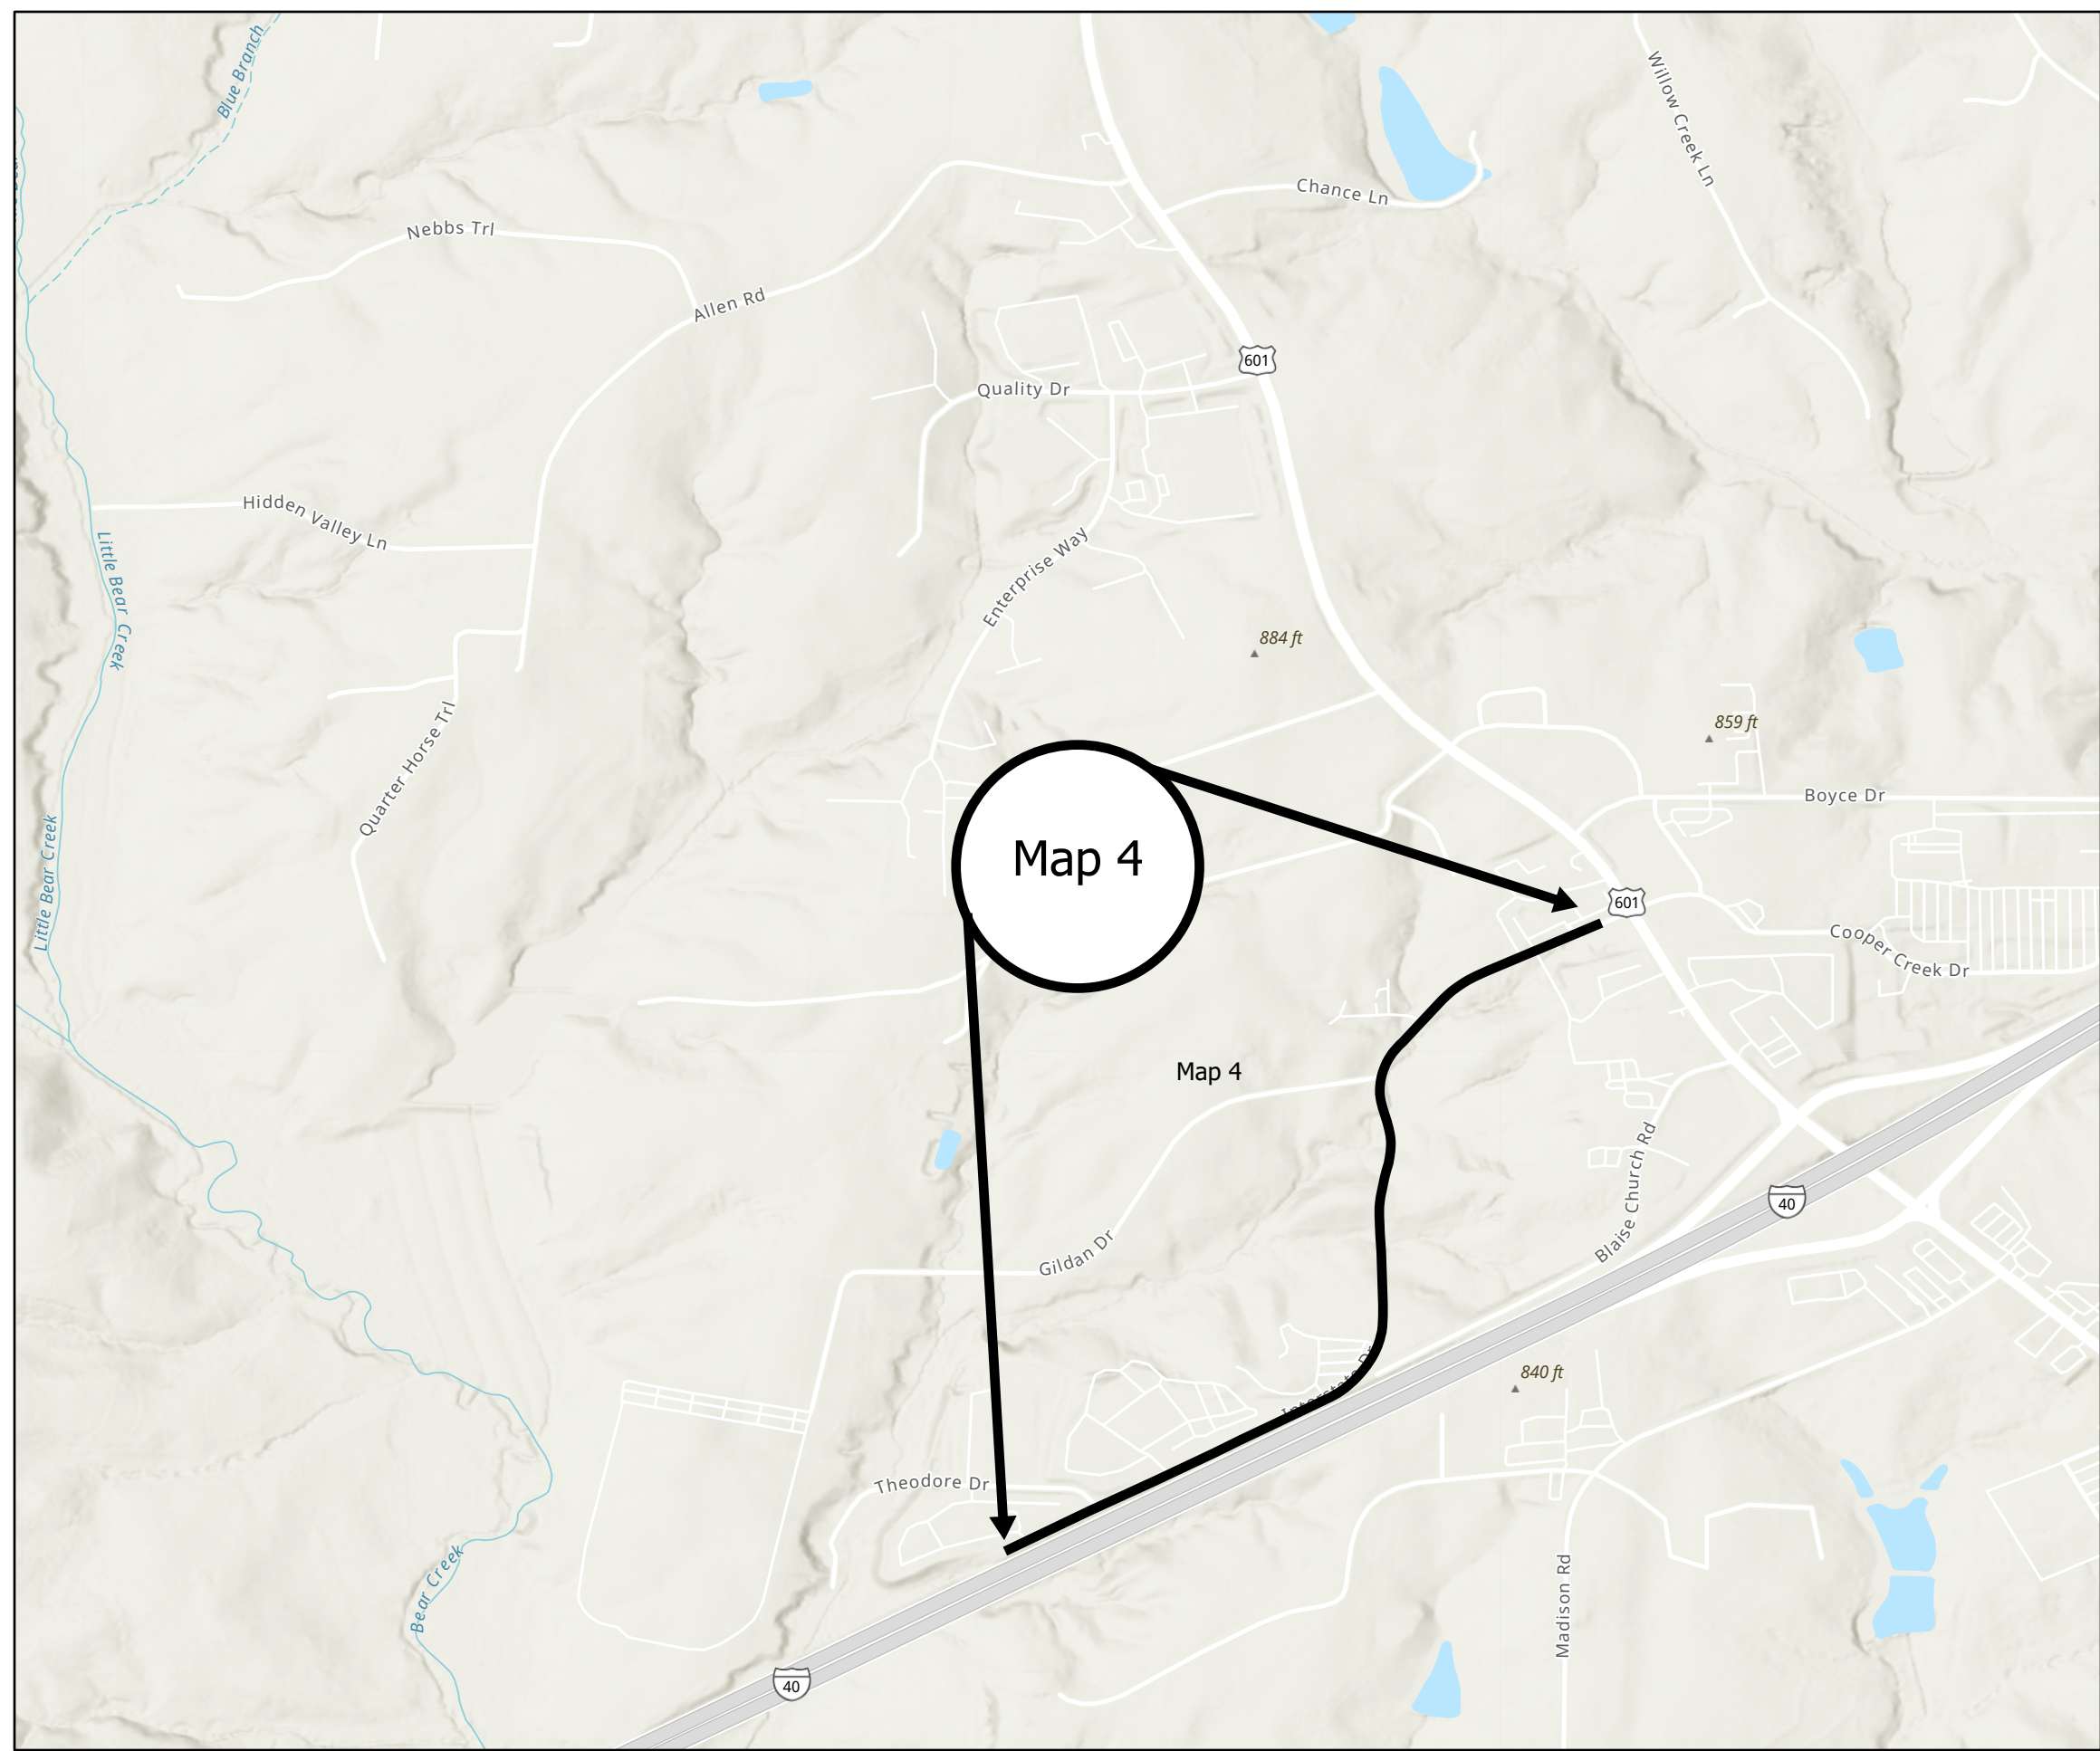 Blue Branch
Willow Creek Ln
Chance Ln
Nebbs Trl
Allen Rd
601
Quality Dr
Hidden Valley Ln
Little Bear Creek
Enterprise Way
884 ft
859 ft
Quarter Horse Trl
Boyce Dr
Little Bear Creek
Map 4
601
Cooper Creek Dr
Map 4
Blaise Church Rd
40
Gildan Dr
Interstate Dr
840 ft
Theodore Dr
Bear Creek
Madison Rd
40